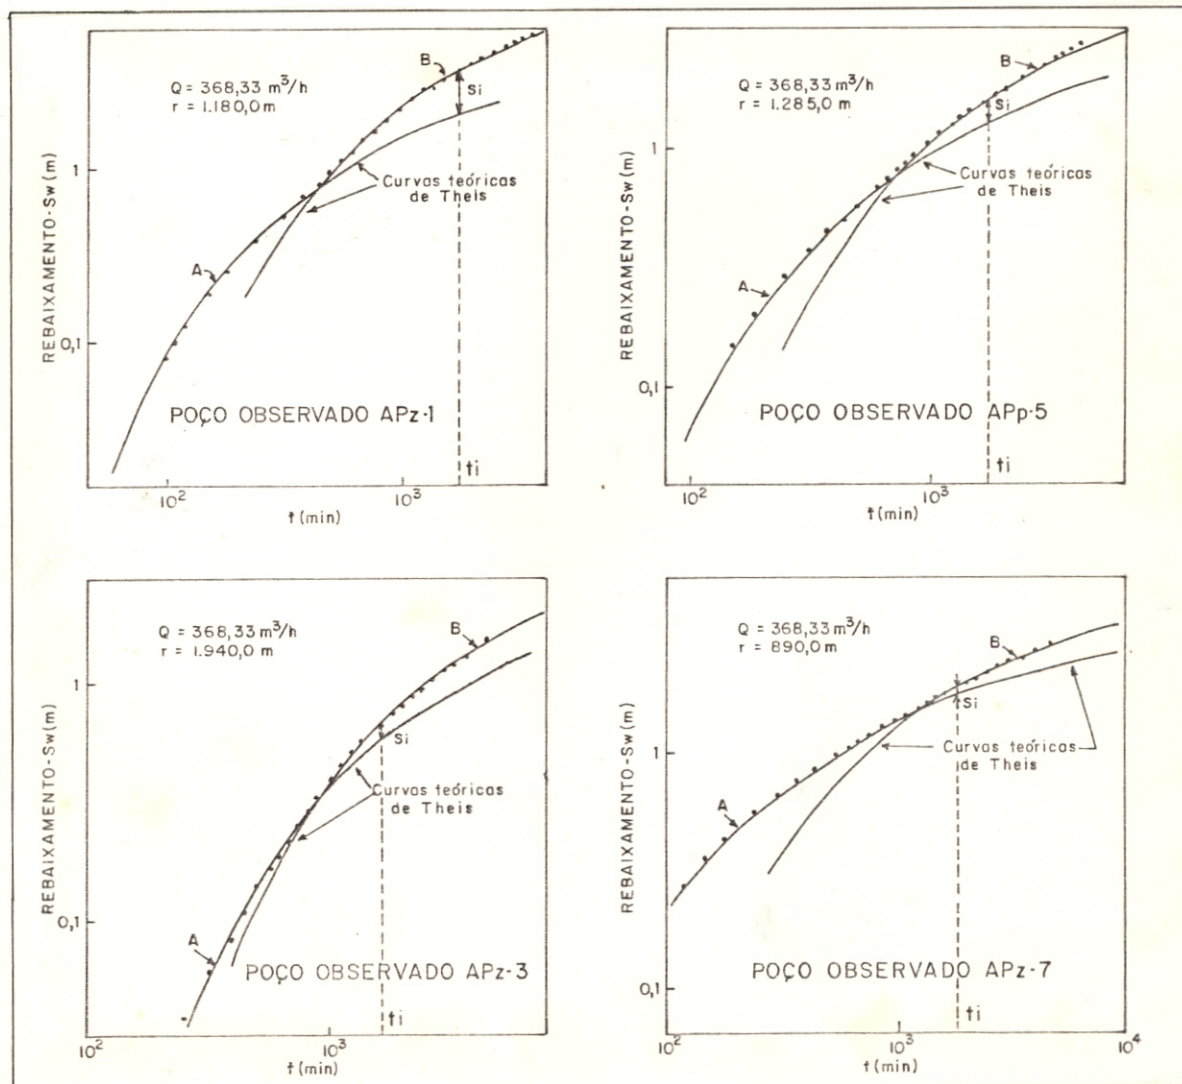 Q = 368,33 m³/h
r = 1.180,0 m
B
Si
A
Curvas teóricas
de Theis
1
0,1
REBAIXAMENTO-Sw (m)
POÇO OBSERVADO APz-1
ti
10² 10³
t (min)
Q = 368,33 m³/h
r = 1.285,0 m
B
Si
A
Curvas teóricas
de Theis
1
0,1
REBAIXAMENTO-Sw (m)
POÇO OBSERVADO APp-5
ti
10² 10³
t (min)
Q = 368,33 m³/h
r = 1.940,0 m
B
Si
A
Curvas teóricas
de Theis
1
0,1
REBAIXAMENTO-Sw (m)
POÇO OBSERVADO APz-3
ti
10² 10³
t (min)
Q = 368,33 m³/h
r = 890,0 m
B
Si
A
Curvas teóricas
de Theis
1
0,1
REBAIXAMENTO-Sw (m)
POÇO OBSERVADO APz-7
ti
10² 10³ 10⁴
t (min)